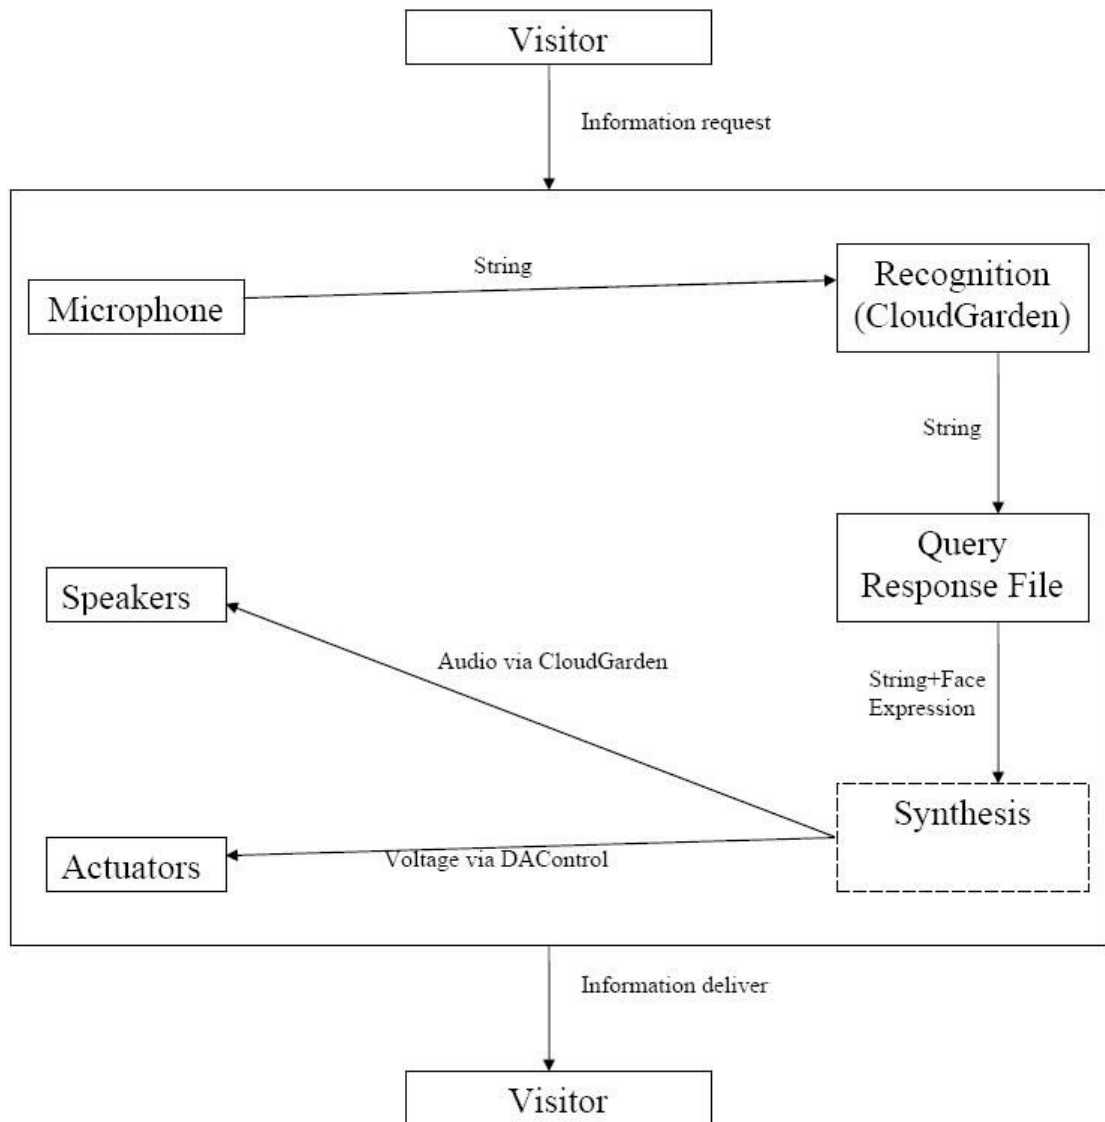 Visitor
Information request
String
Microphone
Recognition
(CloudGarden)
String
Query
Response File
Speakers
Audio via CloudGarden
String+Face
Expression
Synthesis
Actuators
Voltage via DAControl
Information deliver
Visitor